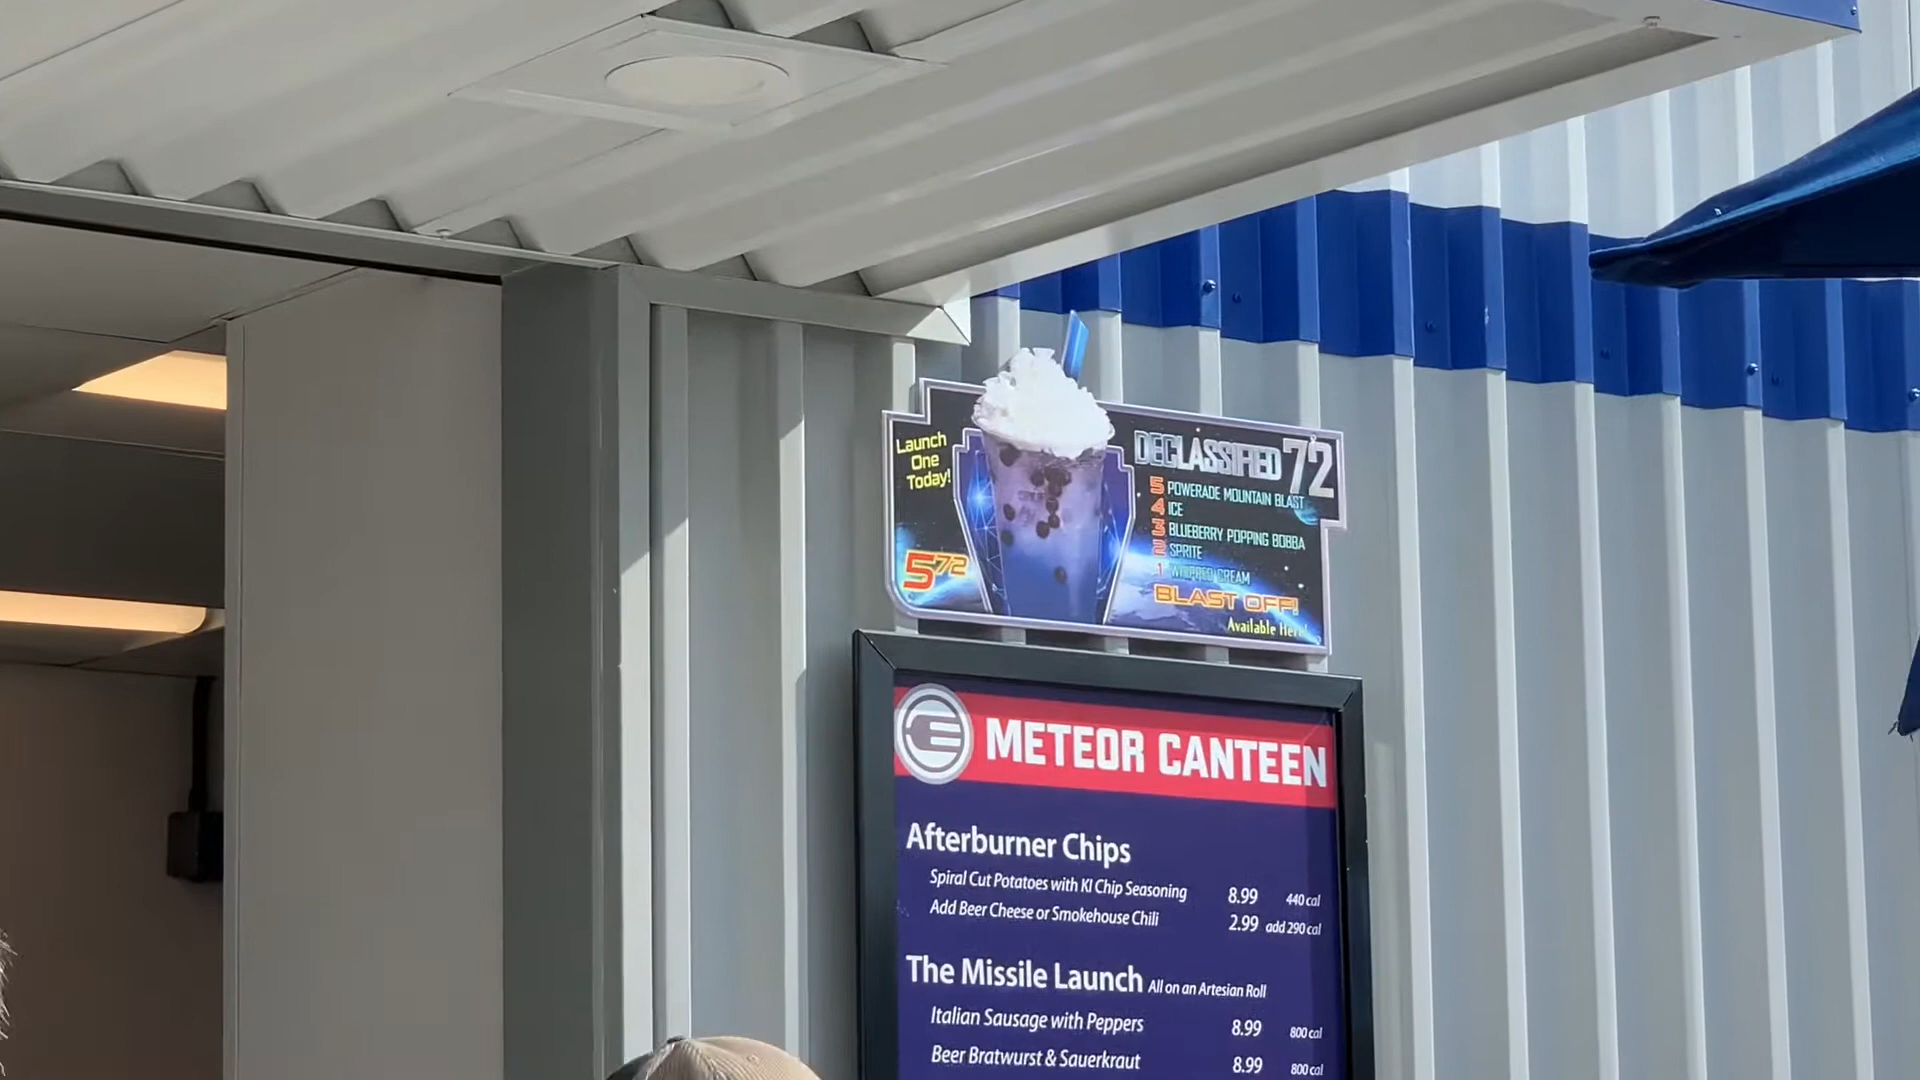 Launch
One
Today!
5.72
DECLASSIFIED 72
5 POWERADE MOUNTAIN BLAST
4 ICE
3 BLUEBERRY POPPING BOBBA
2 SPRITE
1 WHIPPED CREAM
BLAST OFF!
Available Here!
METEOR CANTEEN
Afterburner Chips
Spiral Cut Potatoes with KI Chip Seasoning 8.99 440 cal
Add Beer Cheese or Smokehouse Chili 2.99 add 290 cal
The Missile Launch All on an Artesian Roll
Italian Sausage with Peppers 8.99 800 cal
Beer Bratwurst & Sauerkraut 8.99 800 cal